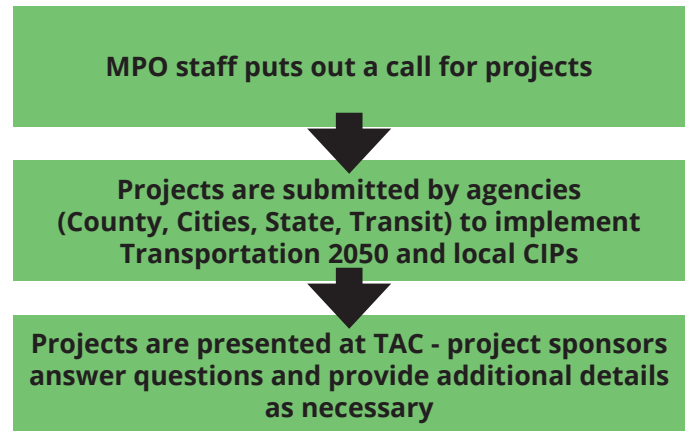 MPO staff puts out a call for projects
Projects are submitted by agencies
(County, Cities, State, Transit) to implement
Transportation 2050 and local CIPs
Projects are presented at TAC - project sponsors
answer questions and provide additional details
as necessary